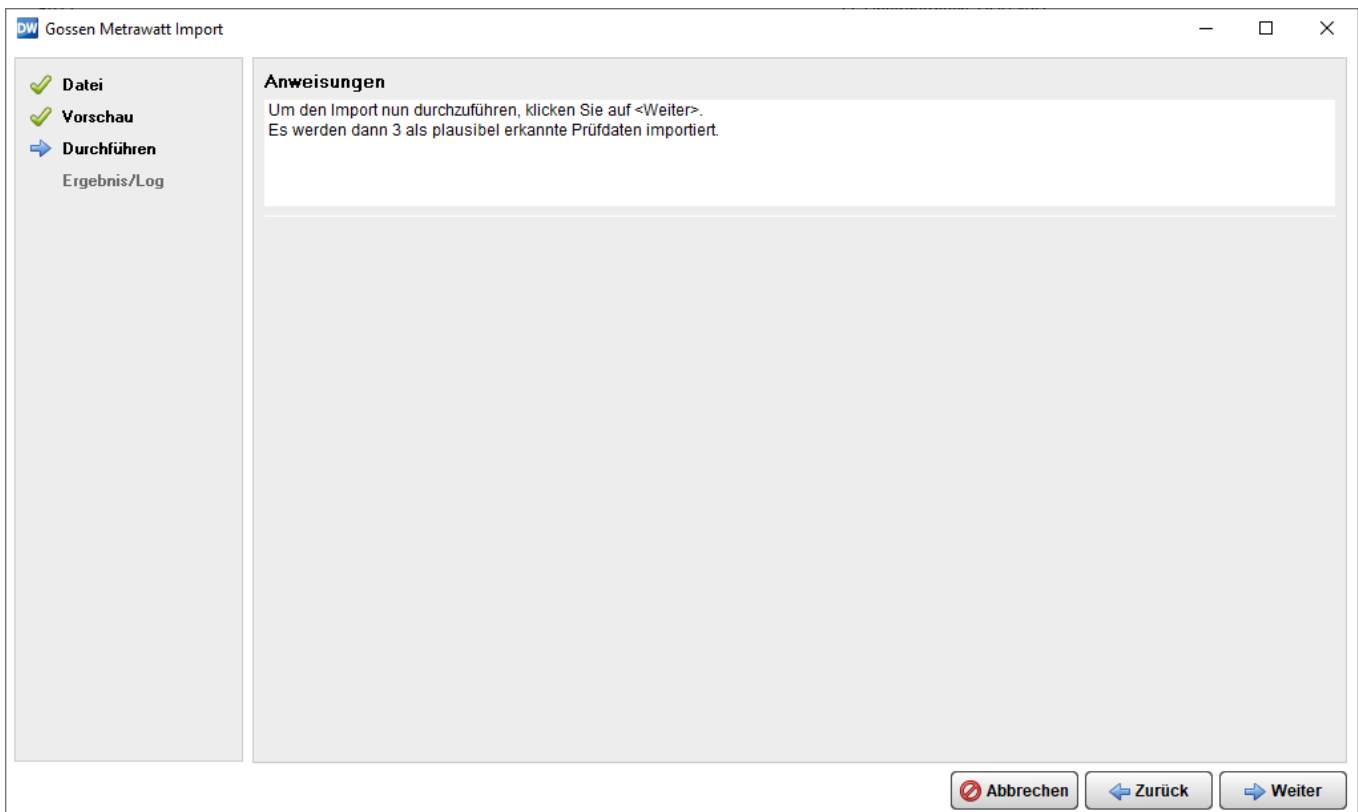 DW Gossen Metrawatt Import
Datei
Vorschau
Durchführen
Ergebnis/Log
Anweisungen
Um den Import nun durchzuführen, klicken Sie auf <Weiter>.
Es werden dann 3 als plausibel erkannte Prüfdaten importiert.
Abbrechen
Zurück
Weiter